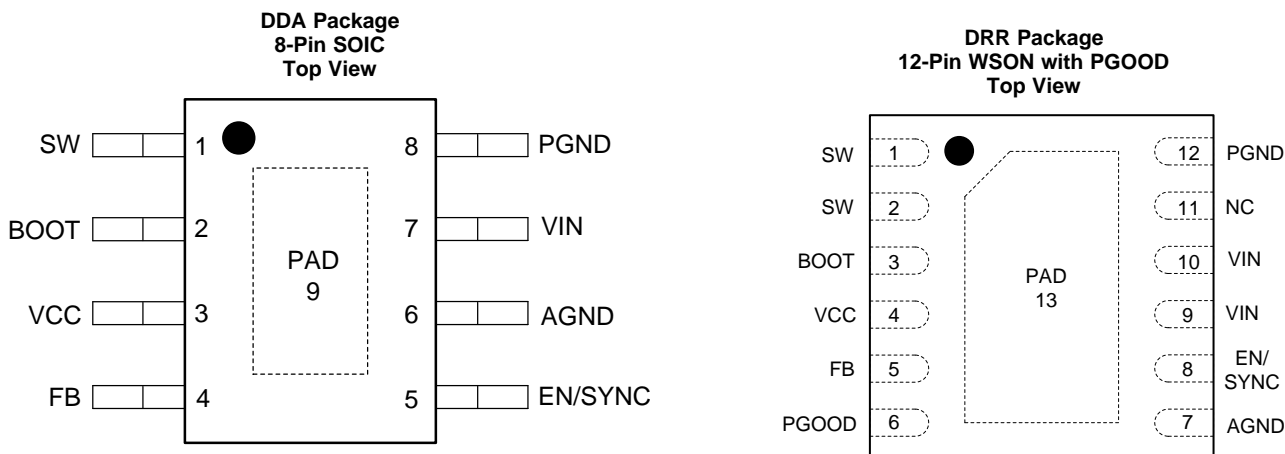 DDA Package
8-Pin SOIC
Top View
SW 1 8 PGND
BOOT 2 7 VIN
PAD
9
VCC 3 6 AGND
FB 4 5 EN/SYNC
DRR Package
12-Pin WSON with PGOOD
Top View
SW 1 12 PGND
SW 2 11 NC
BOOT 3 10 VIN
PAD
13
VCC 4 9 VIN
FB 5 8 EN/
SYNC
PGOOD 6 7 AGND